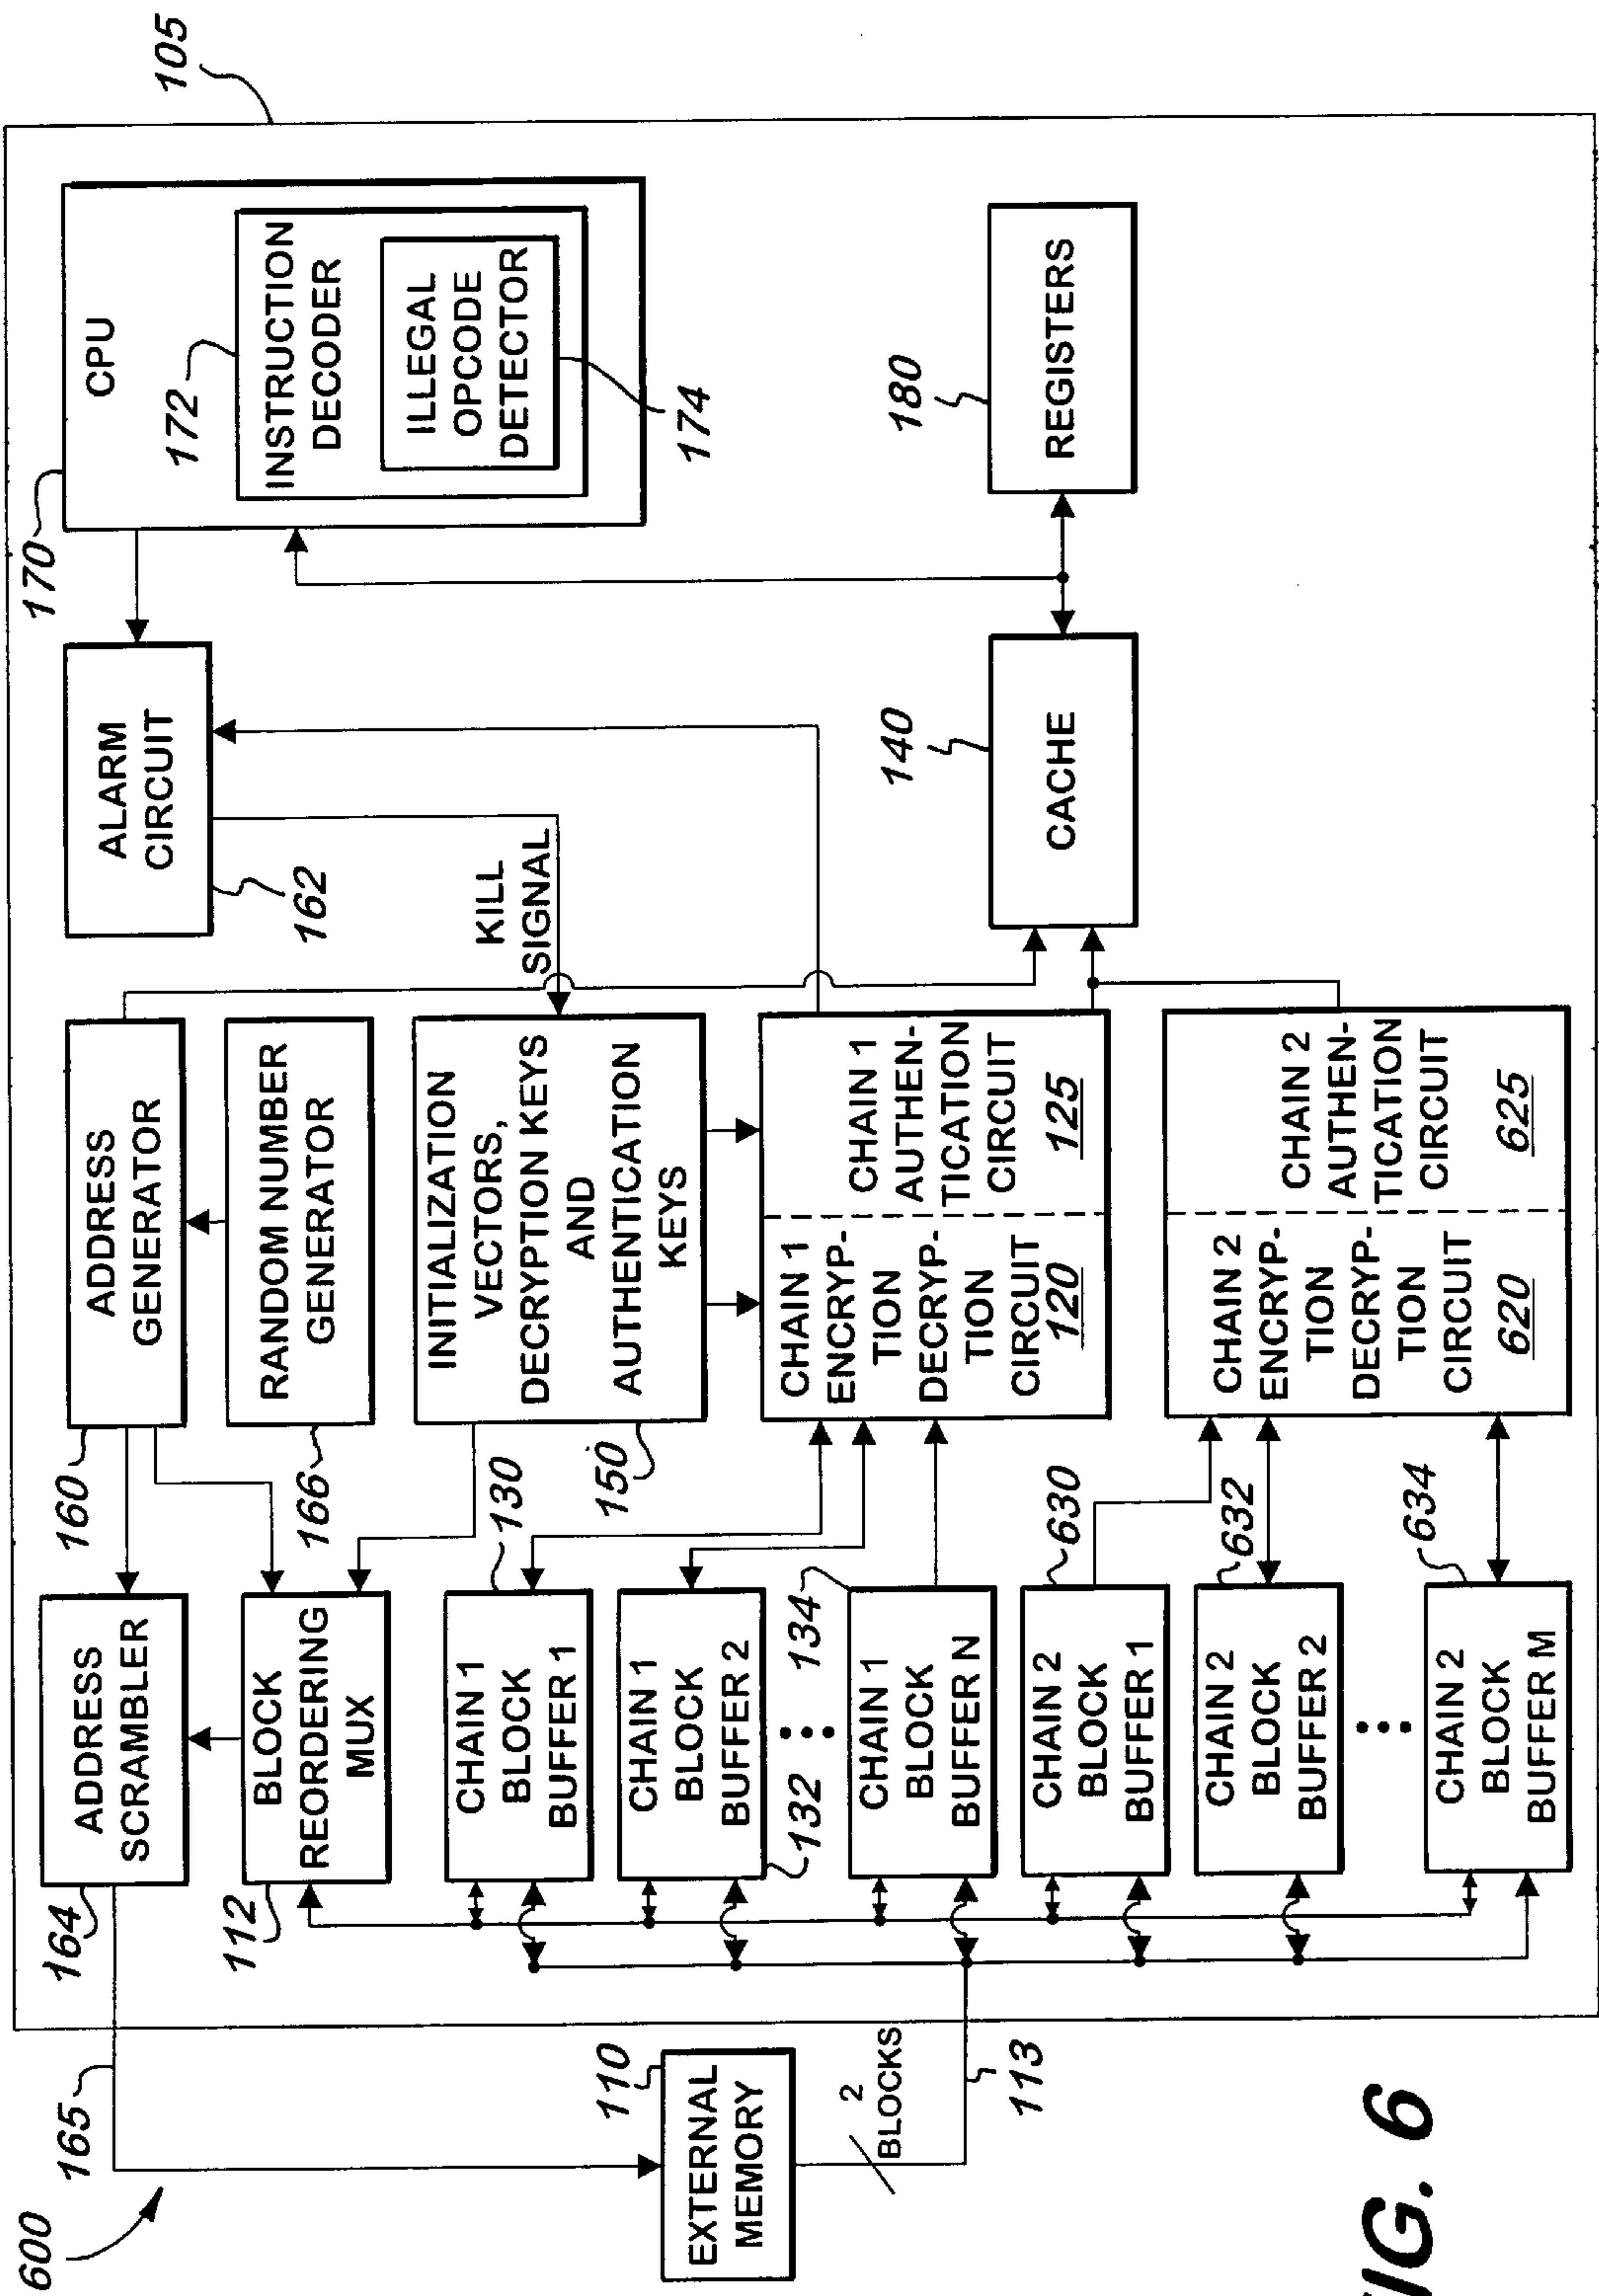 600
165
164
ADDRESS
SCRAMBLER
160
ADDRESS
GENERATOR
ALARM
CIRCUIT
162
170
CPU
172
INSTRUCTION
DECODER
ILLEGAL
OPCODE
DETECTOR
174
105
112
BLOCK
REORDERING
MUX
166
RANDOM NUMBER
GENERATOR
KILL
SIGNAL
INITIALIZATION
VECTORS,
DECRYPTION KEYS
AND
AUTHENTICATION
KEYS
150
130
CHAIN 1
BLOCK
BUFFER 1
CHAIN 1
BLOCK
BUFFER 2
132
134
CHAIN 1
BLOCK
BUFFER N
CHAIN 1
ENCRYP-
TION
DECRYP-
TION
CIRCUIT
120
CHAIN 1
AUTHEN-
TICATION
CIRCUIT
125
140
CACHE
180
REGISTERS
110
EXTERNAL
MEMORY
2
BLOCKS
113
630
CHAIN 2
BLOCK
BUFFER 1
632
CHAIN 2
BLOCK
BUFFER 2
634
CHAIN 2
BLOCK
BUFFER M
CHAIN 2
ENCRYP-
TION
DECRYP-
TION
CIRCUIT
620
CHAIN 2
AUTHEN-
TICATION
CIRCUIT
625
FIG. 6